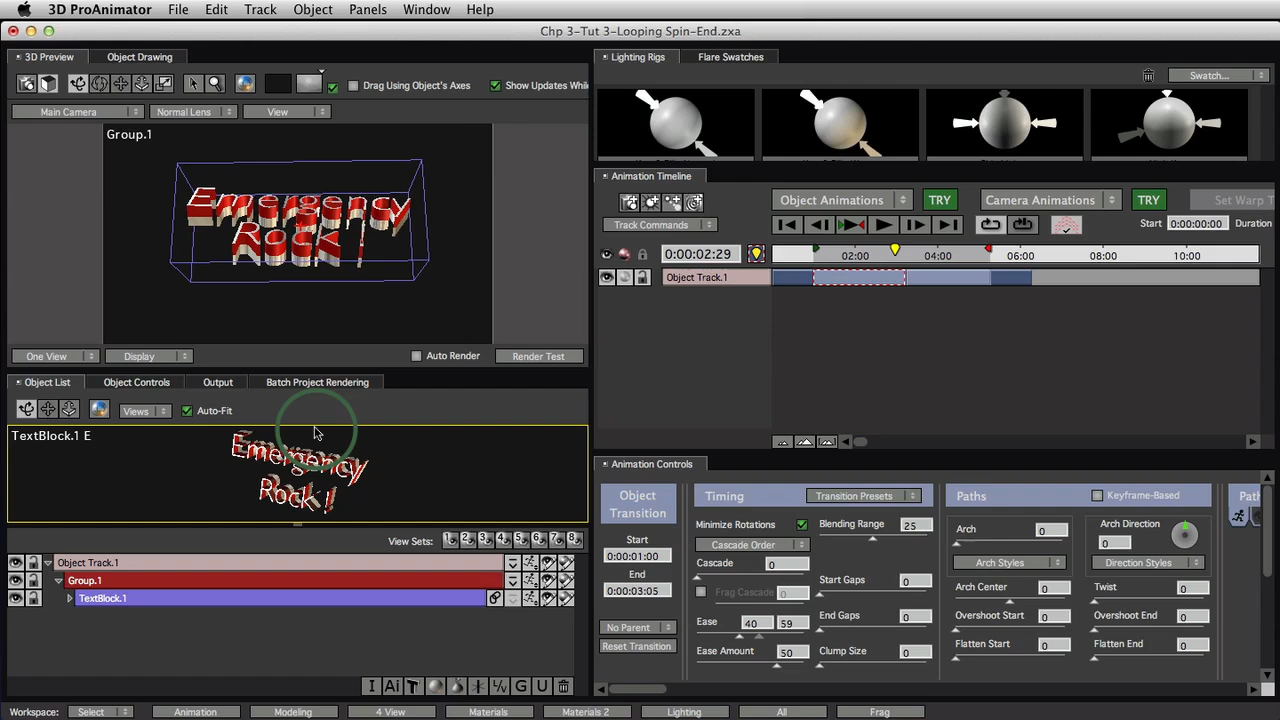 3D ProAnimator File Edit Track Object Panels Window Help
Chp 3-Tut 3-Looping Spin-End.zxa
3D Preview Object Drawing
Drag Using Object's Axes Show Updates Whil
Main Camera Normal Lens View
Group.1
Emergency
Rock !
One View Display Auto Render Render Test
Object List Object Controls Output Batch Project Rendering
Views Auto-Fit
TextBlock.1 E
Emergency
Rock !
View Sets: 1 2 3 4 5 6 7 8
Object Track.1
Group.1
TextBlock.1
I Ai T G U
Lighting Rigs Flare Swatches
Swatch...
Animation Timeline
Object Animations TRY Camera Animations TRY Set Warp T
Track Commands Start 0:00:00:00 Duration
0:00:02:29 02:00 04:00 06:00 08:00 10:00
Object Track.1
Animation Controls
Object
Transition
Start
0:00:01:00
End
0:00:03:05
No Parent
Reset Transition
Timing Transition Presets
Minimize Rotations Blending Range 25
Cascade Order
Cascade 0 Start Gaps 0
Frag Cascade 0
Ease 40 59 End Gaps 0
Ease Amount 50 Clump Size 0
Paths Keyframe-Based
Arch 0 Arch Direction 0
Arch Styles Direction Styles
Arch Center 0 Twist 0
Overshoot Start 0 Overshoot End 0
Flatten Start 0 Flatten End 0
Workspace: Select Animation Modeling 4 View Materials Materials 2 Lighting All Frag